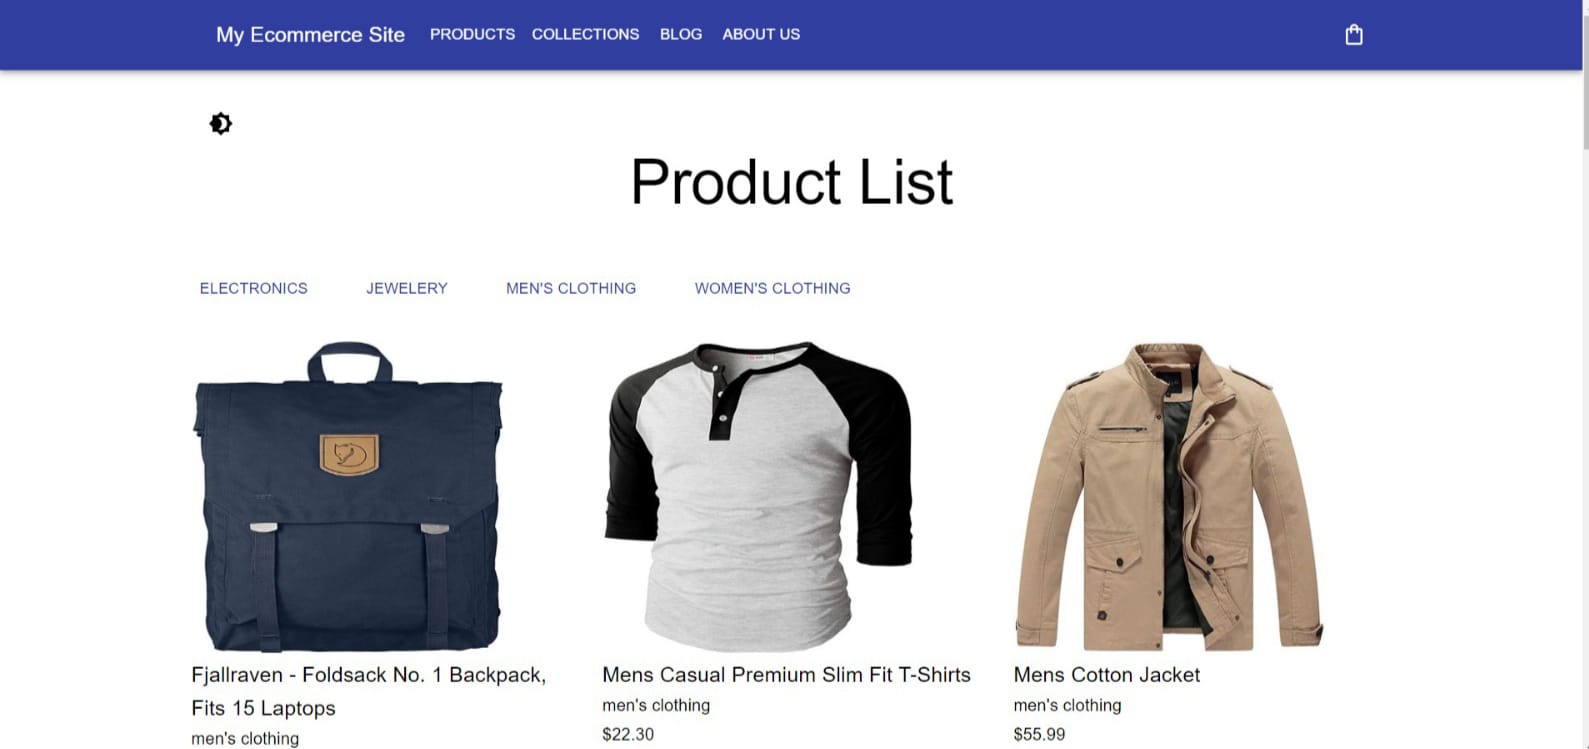 My Ecommerce Site PRODUCTS COLLECTIONS BLOG ABOUT US
Product List
ELECTRONICS JEWELERY MEN'S CLOTHING WOMEN'S CLOTHING
Fjallraven - Foldsack No. 1 Backpack,
Fits 15 Laptops
men's clothing
Mens Casual Premium Slim Fit T-Shirts
men's clothing
$22.30
Mens Cotton Jacket
men's clothing
$55.99